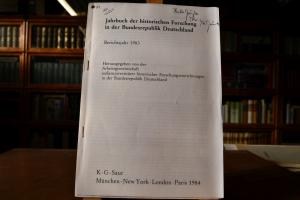 Jahrbuch der historischen Forschung
in der Bundesrepublik Deutschland
Berichtsjahr 1983
Herausgegeben von der
Arbeitsgemeinschaft
außeruniversitärer historischer Forschungseinrichtungen
in der Bundesrepublik Deutschland
K·G·Saur
München·New York·London·Paris 1984